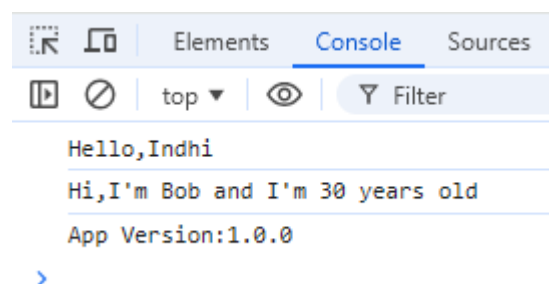 Elements Console Sources
top ▼ Filter
Hello,Indhi
Hi,I'm Bob and I'm 30 years old
App Version:1.0.0
>